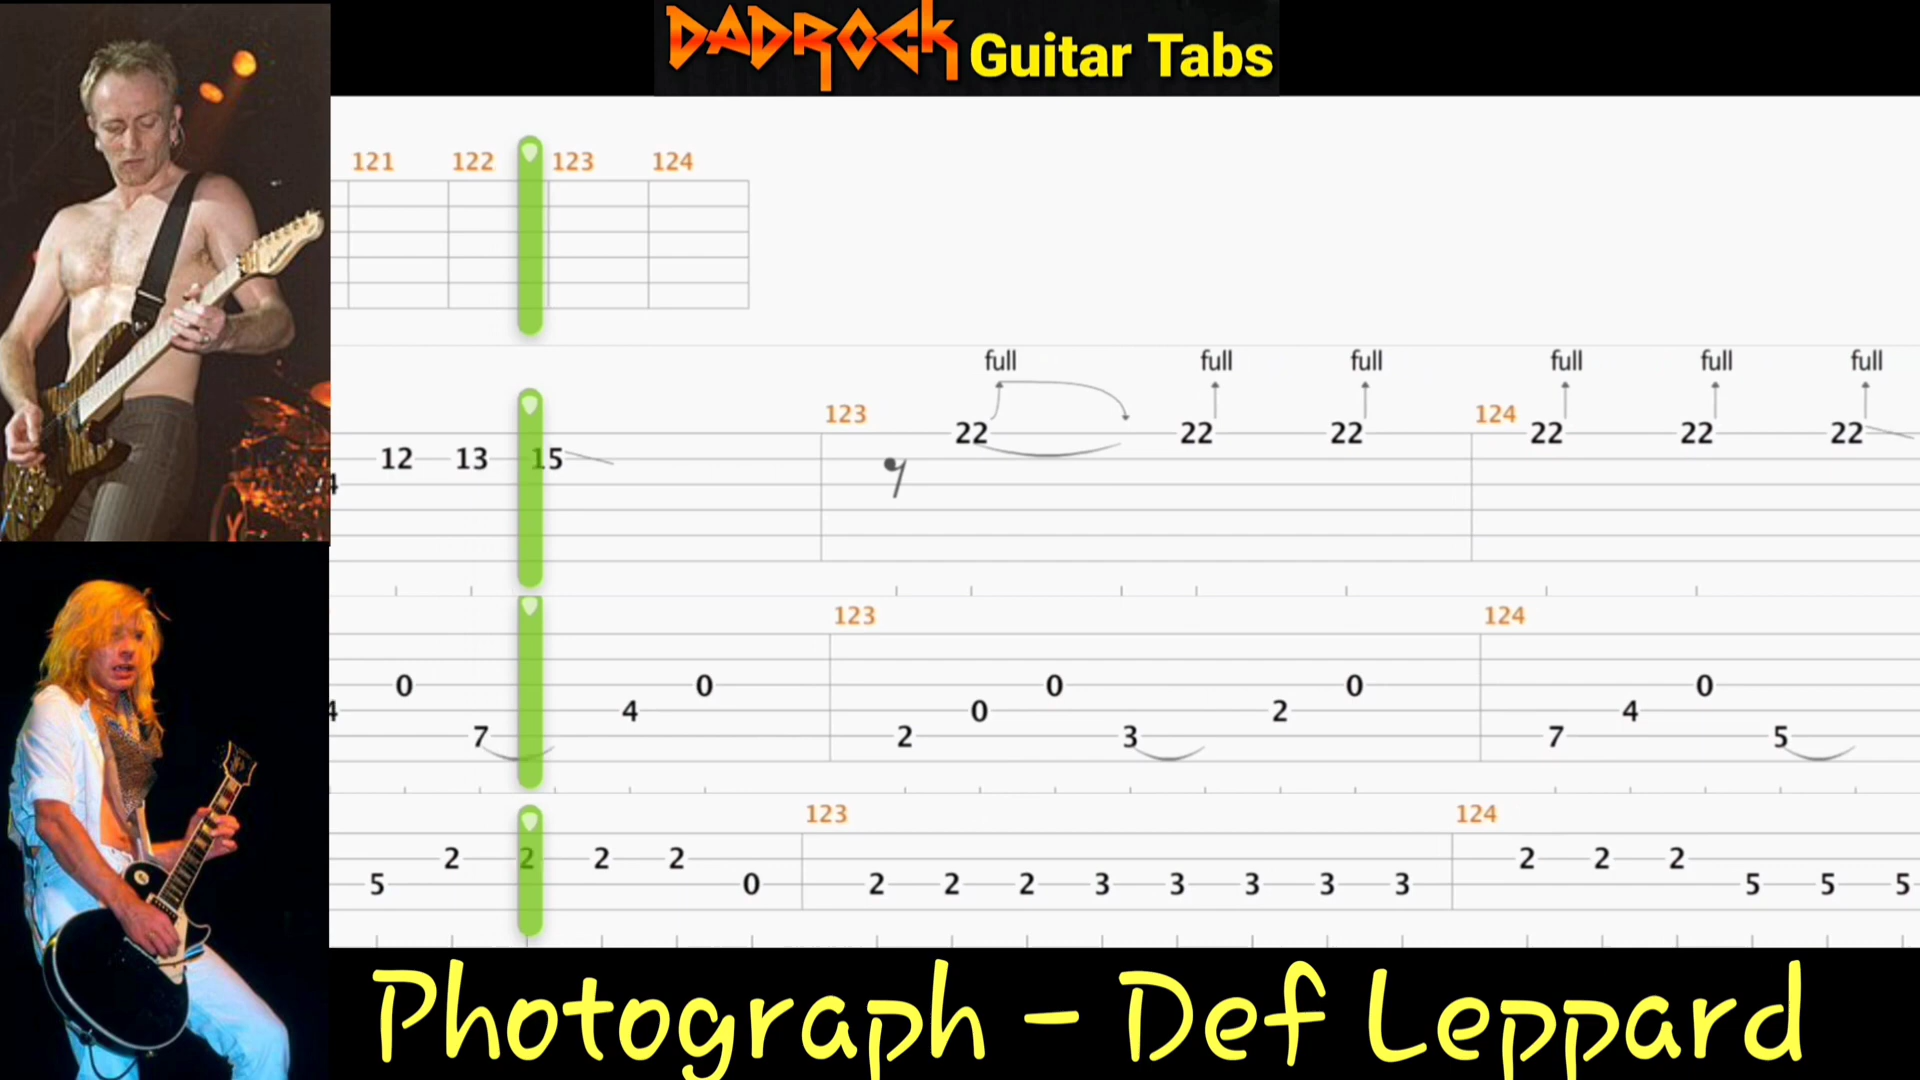 DADROCK Guitar Tabs
121 122 123 124
full full full full full full
123 124
22 22 22 22 22 22
12 13 15
123 124
0 0 0 0 0
4 4 0 2 4
7 2 3 7 5
123 124
2 2 2 2 2 2 2
5 0 2 2 2 3 3 3 3 3 5 5 5
Photograph - Def Leppard